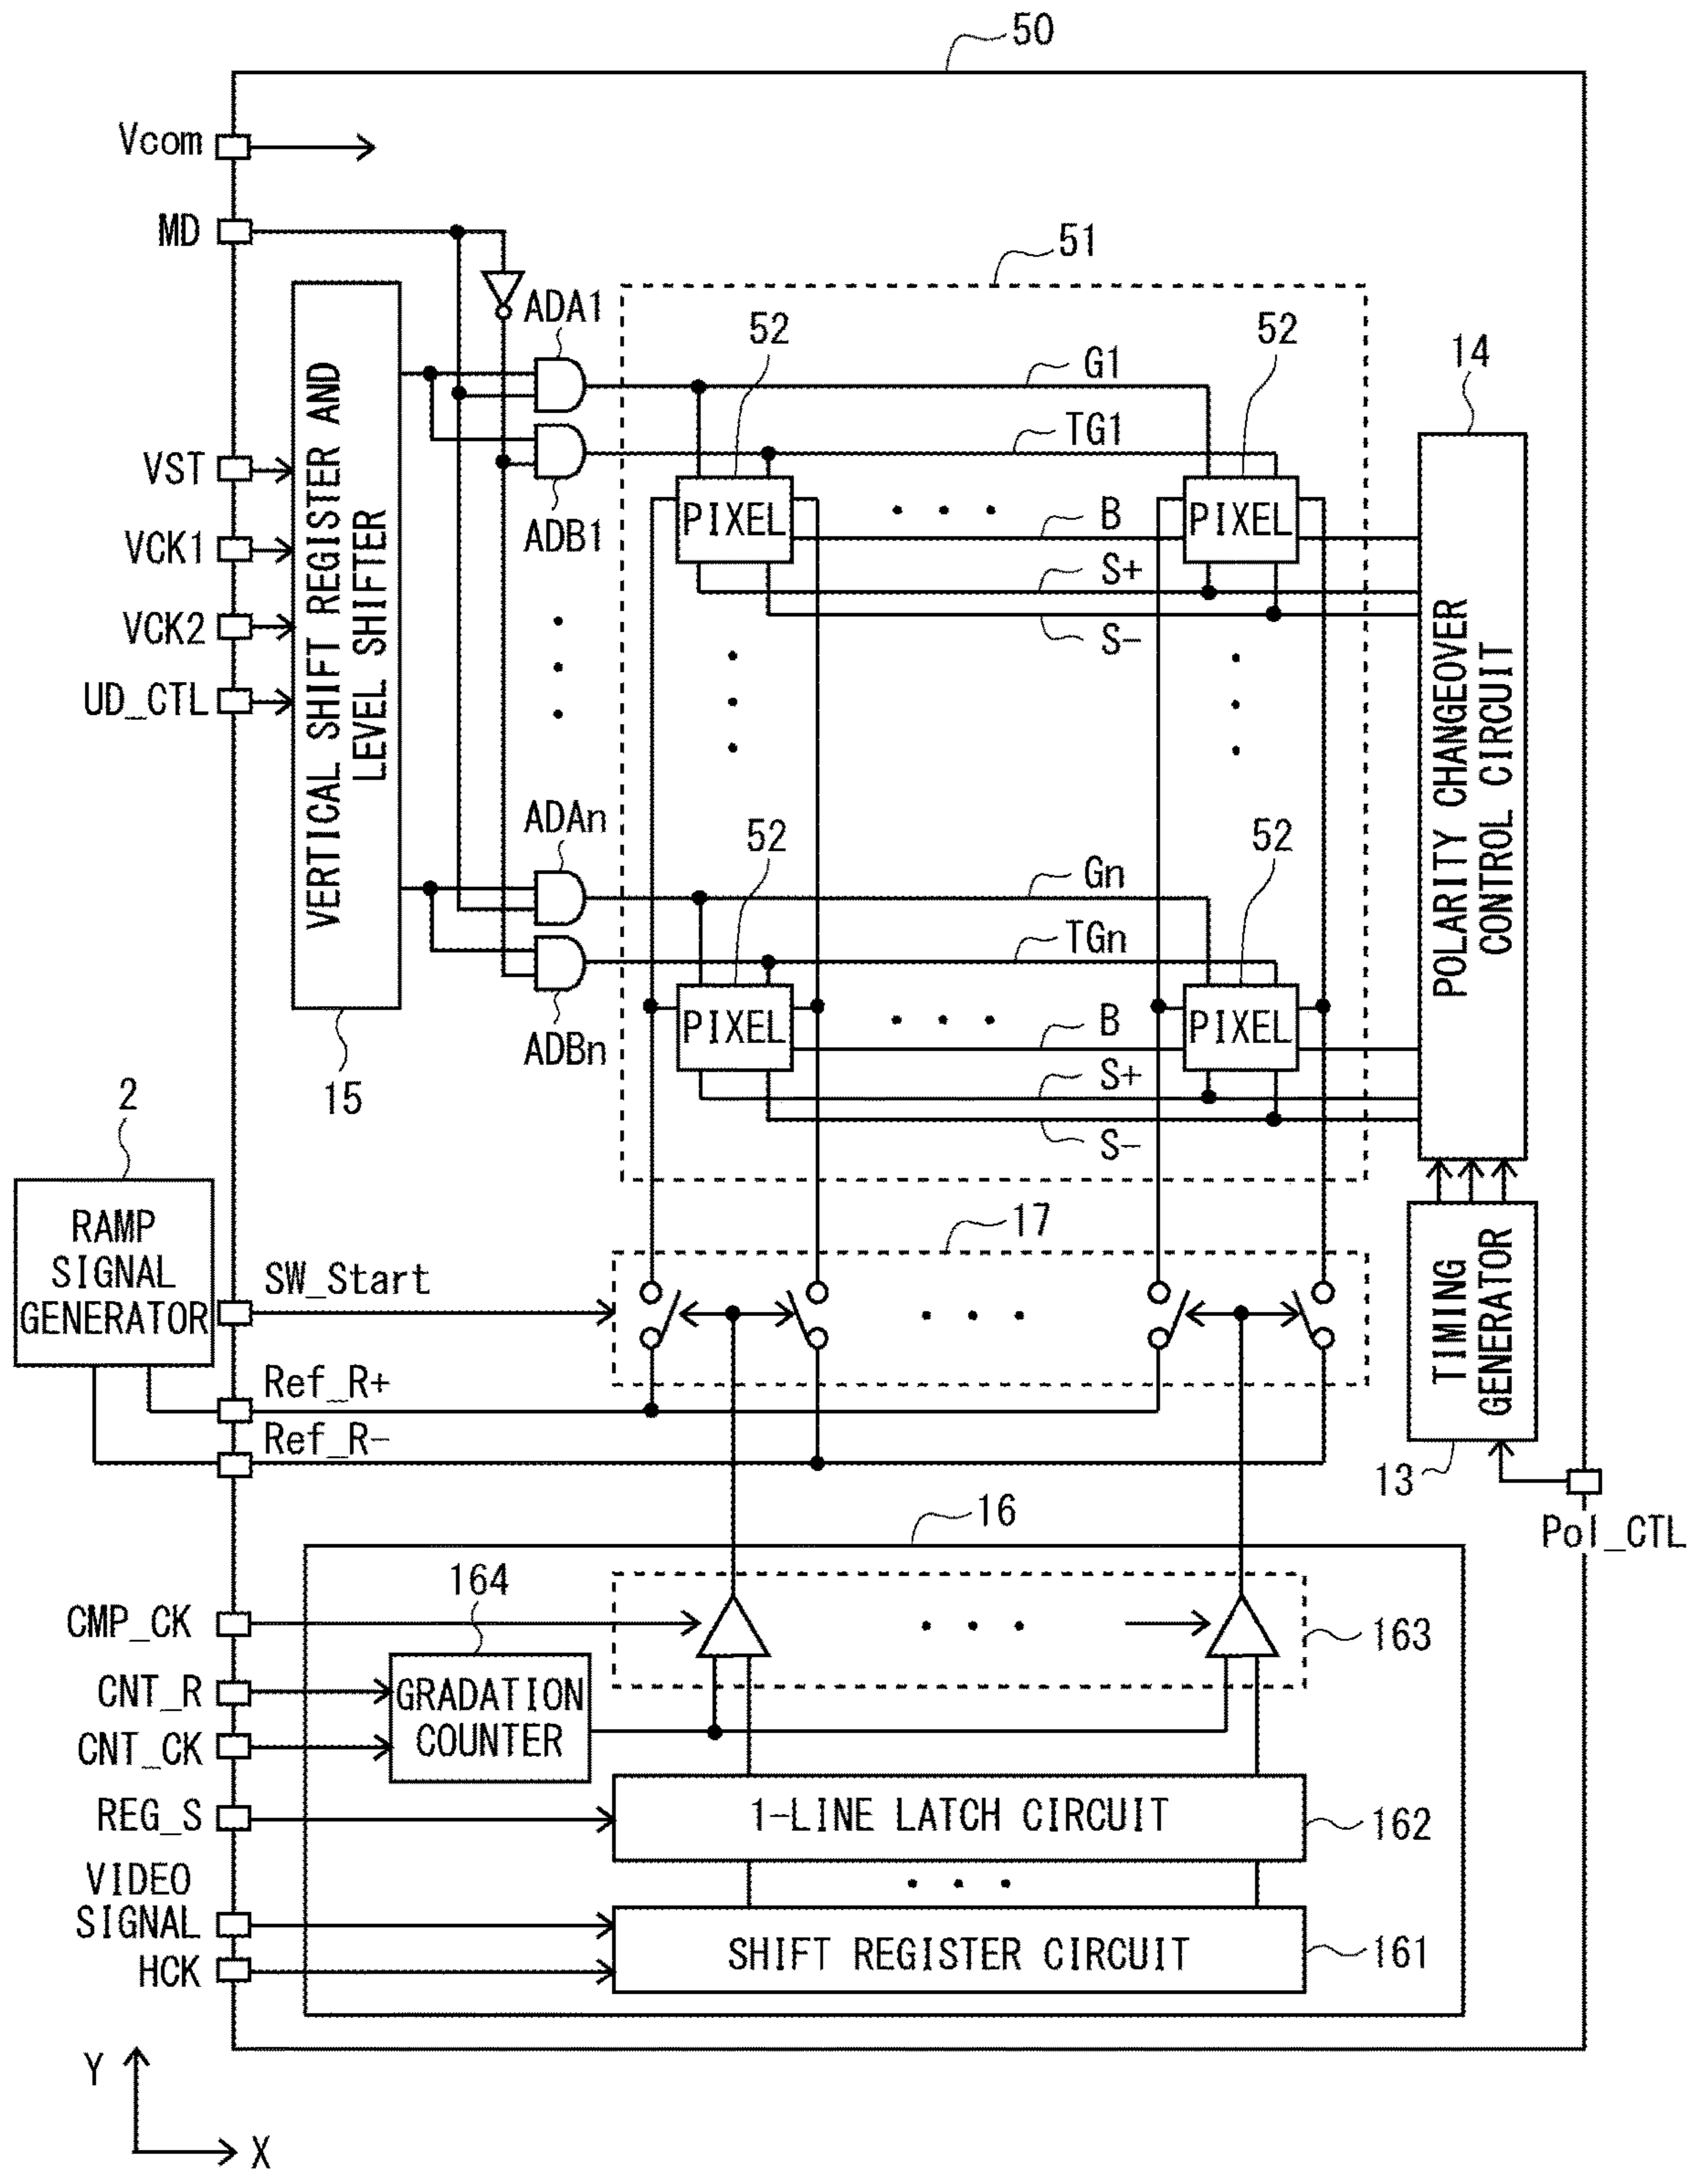 50
Vcom
MD
51
ADA1
52
52
G1
14
TG1
VERTICAL SHIFT REGISTER AND
LEVEL SHIFTER
VST
PIXEL
PIXEL
B
ADB1
VCK1
S+
VCK2
S-
UD_CTL
POLARITY CHANGEOVER
CONTROL CIRCUIT
ADAn
52
52
Gn
TGn
PIXEL
PIXEL
B
ADBn
S+
15
2
S-
RAMP
SIGNAL
GENERATOR
17
SW_Start
TIMING
GENERATOR
Ref_R+
Ref_R-
13
16
Pol_CTL
164
CMP_CK
163
CNT_R
GRADATION
COUNTER
CNT_CK
REG_S
1-LINE LATCH CIRCUIT
162
VIDEO
SIGNAL
SHIFT REGISTER CIRCUIT
161
HCK
Y
X